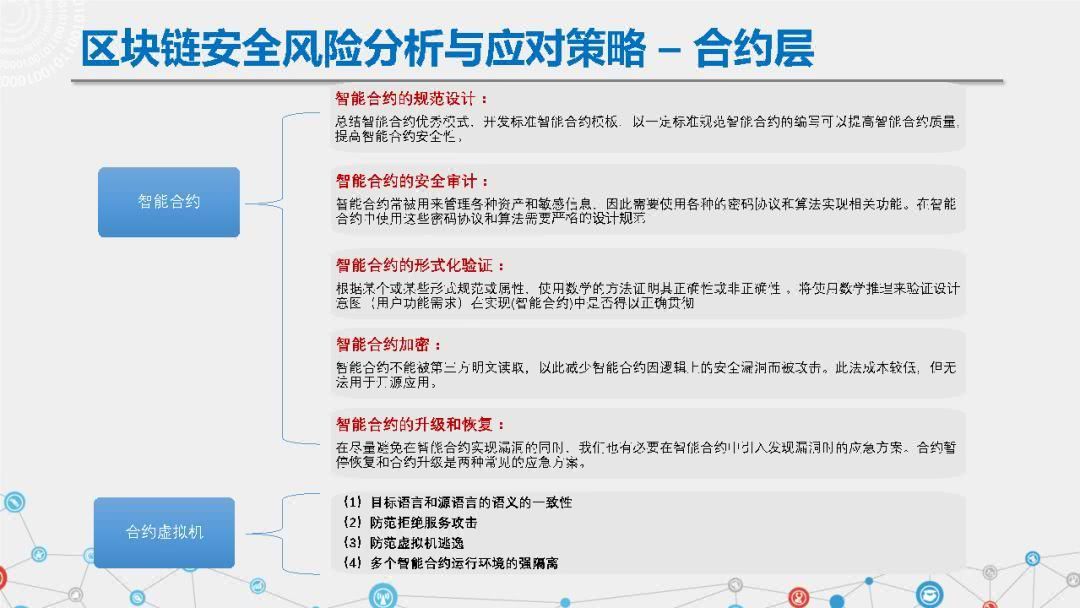 区块链安全风险分析与应对策略 – 合约层
智能合约的规范设计：
总结智能合约优秀模式，开发标准智能合约模板，以一定标准规范智能合约的编写可以提高智能合约质量，
提高智能合约安全性。
智能合约
智能合约的安全审计：
智能合约常被用来管理各种资产和敏感信息，因此需要使用各种的密码协议和算法实现相关功能。在智能
合约中使用这些密码协议和算法需要严格的设计规范
智能合约的形式化验证：
根据某个或某些形式规范或属性，使用数学的方法证明其正确性或非正确性 。将使用数学推理来验证设计
意图（用户功能需求）在实现(智能合约)中是否得以正确贯彻
智能合约加密：
智能合约不能被第三方明文读取，以此减少智能合约因逻辑上的安全漏洞而被攻击。此法成本较低，但无
法用于开源应用。
智能合约的升级和恢复：
在尽量避免在智能合约实现漏洞的同时，我们也有必要在智能合约中引入发现漏洞时的应急方案。合约暂
停恢复和合约升级是两种常见的应急方案。
合约虚拟机
（1）目标语言和源语言的语义的一致性
（2）防范拒绝服务攻击
（3）防范虚拟机逃逸
（4）多个智能合约运行环境的强隔离